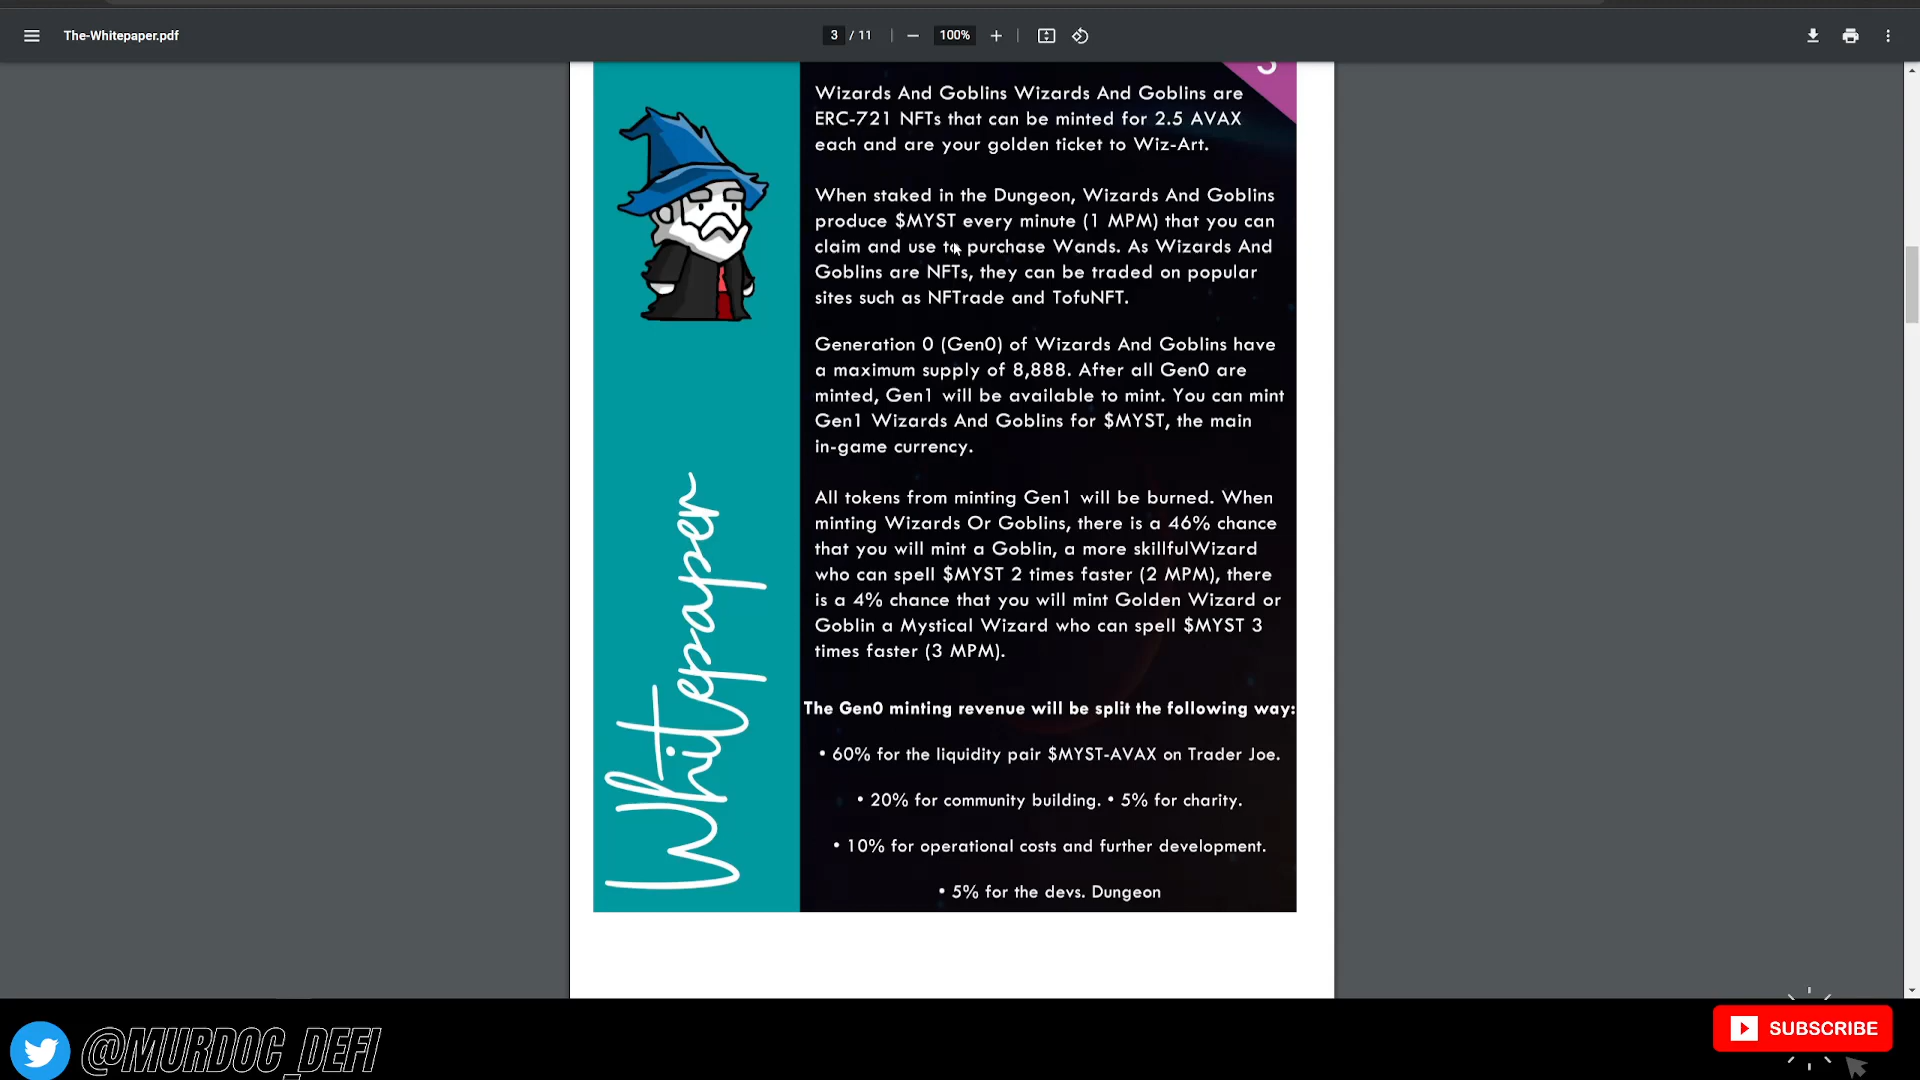 The-Whitepaper.pdf
3 / 11
100%
Wizards And Goblins Wizards And Goblins are
ERC-721 NFTs that can be minted for 2.5 AVAX
each and are your golden ticket to Wiz-Art.
When staked in the Dungeon, Wizards And Goblins
produce $MYST every minute (1 MPM) that you can
claim and use to purchase Wands. As Wizards And
Goblins are NFTs, they can be traded on popular
sites such as NFTrade and TofuNFT.
Generation 0 (Gen0) of Wizards And Goblins have
a maximum supply of 8,888. After all Gen0 are
minted, Gen1 will be available to mint. You can mint
Gen1 Wizards And Goblins for $MYST, the main
in-game currency.
All tokens from minting Gen1 will be burned. When
minting Wizards Or Goblins, there is a 46% chance
that you will mint a Goblin, a more skillfulWizard
who can spell $MYST 2 times faster (2 MPM), there
is a 4% chance that you will mint Golden Wizard or
Goblin a Mystical Wizard who can spell $MYST 3
times faster (3 MPM).
The Gen0 minting revenue will be split the following way:
• 60% for the liquidity pair $MYST-AVAX on Trader Joe.
• 20% for community building. • 5% for charity.
• 10% for operational costs and further development.
• 5% for the devs. Dungeon
Whitepaper
@MURDOC_DEFI
SUBSCRIBE